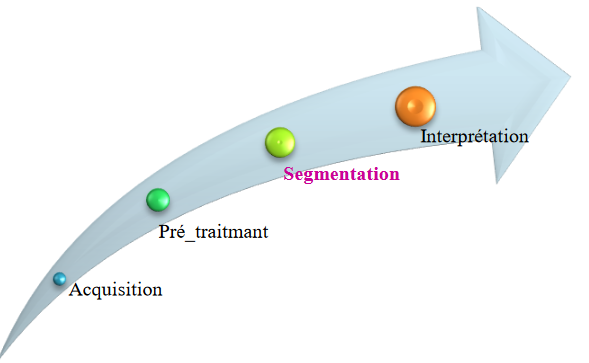 Interprétation
Segmentation
Pré_traitmant
Acquisition